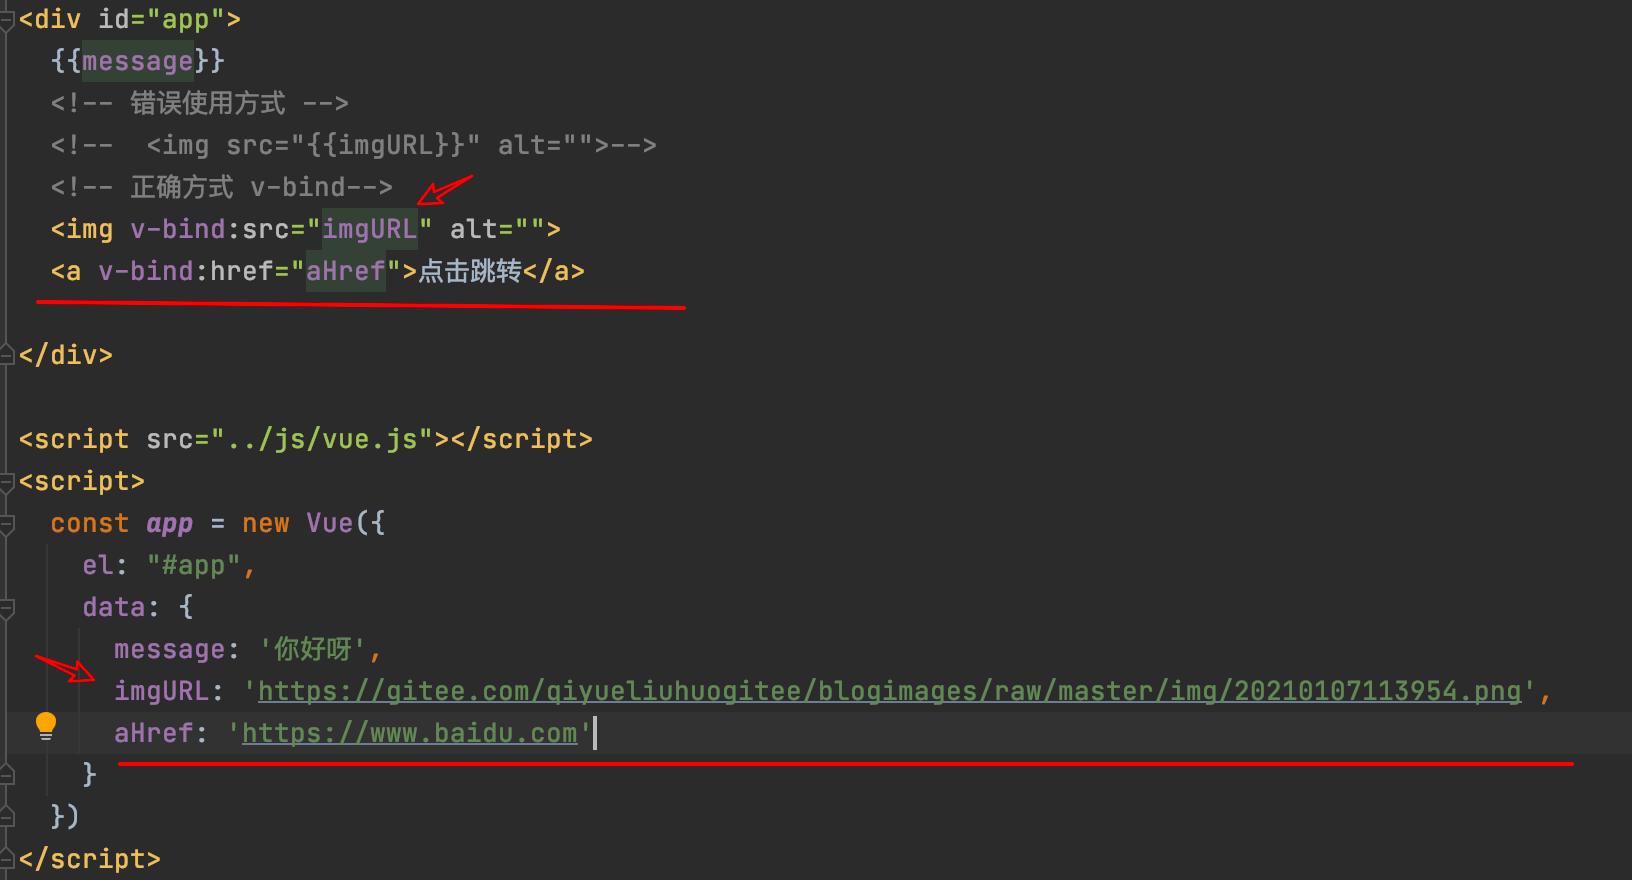 <div id="app">
{{message}}
<!-- 错误使用方式 -->
<!--  <img src="{{imgURL}}" alt="">-->
<!-- 正确方式 v-bind-->
<img v-bind:src="imgURL" alt="">
<a v-bind:href="aHref">点击跳转</a>
</div>
<script src="../js/vue.js"></script>
<script>
const app = new Vue({
el: "#app",
data: {
message: '你好呀',
imgURL: 'https://gitee.com/qiyueliuhuogitee/blogimages/raw/master/img/20210107113954.png',
aHref: 'https://www.baidu.com'
}
})
</script>